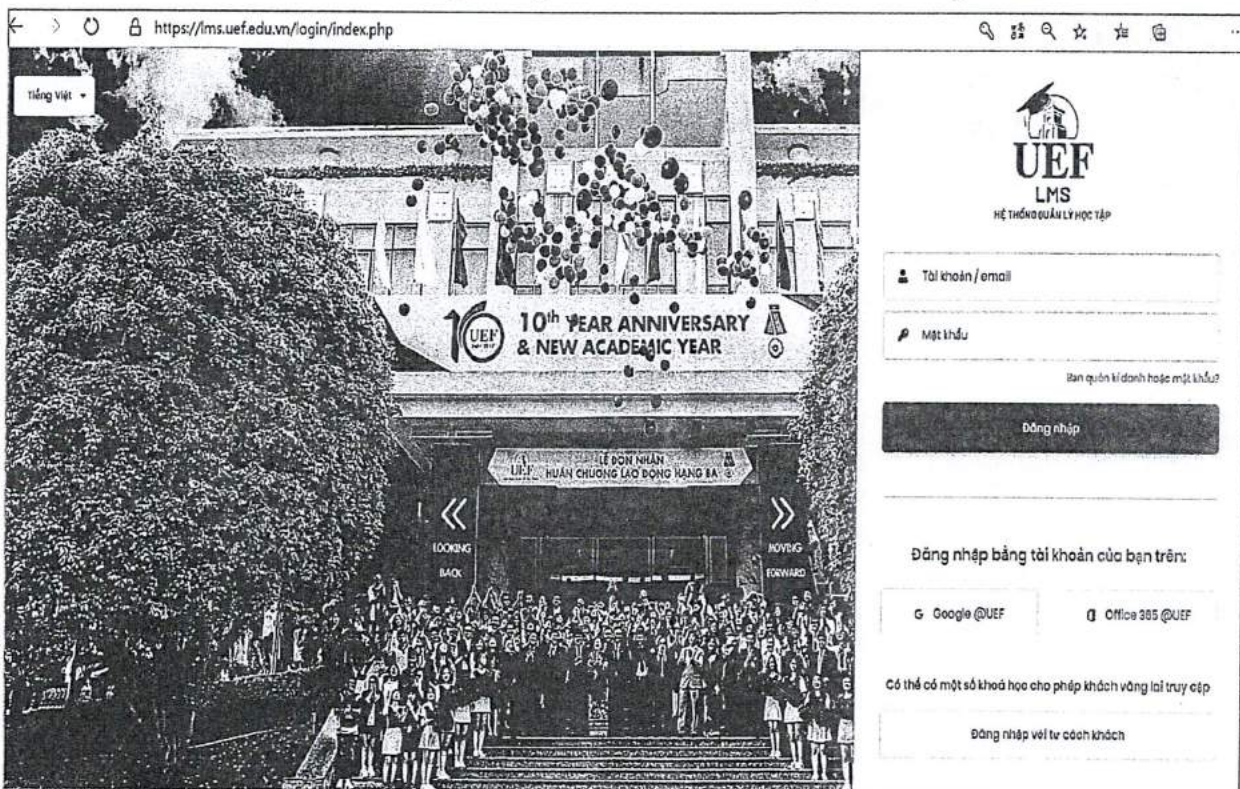 https://lms.uef.edu.vn/login/index.php
Tiếng Việt
UEF
10th YEAR ANNIVERSARY
& NEW ACADEMIC YEAR
UEF
LỄ ĐÓN NHẬN
HUÂN CHƯƠNG LAO ĐỘNG HẠNG BA
LOOKING
BACK
MOVING
FORWARD
UEF
LMS
HỆ THỐNG QUẢN LÝ HỌC TẬP
Tài khoản / email
Mật khẩu
Bạn quên kí danh hoặc mật khẩu?
Đăng nhập
Đăng nhập bằng tài khoản của bạn trên:
G Google @UEF
Office 365 @UEF
Có thể có một số khoá học cho phép khách vãng lai truy cập
Đăng nhập với tư cách khách